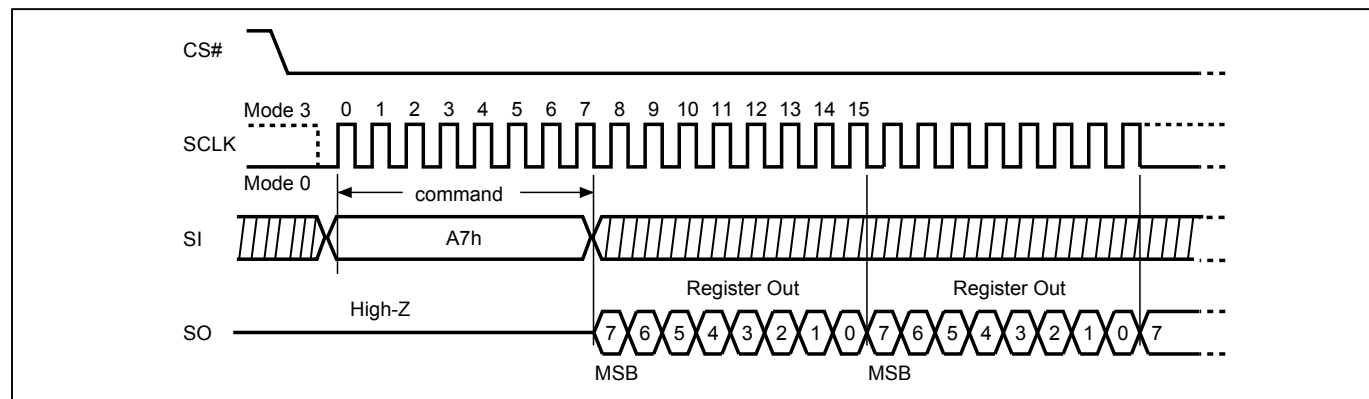 CS#
Mode 3 0 1 2 3 4 5 6 7 8 9 10 11 12 13 14 15
SCLK
Mode 0
command
SI A7h
Register Out Register Out
High-Z
SO 7 6 5 4 3 2 1 0 7 6 5 4 3 2 1 0 7
MSB MSB